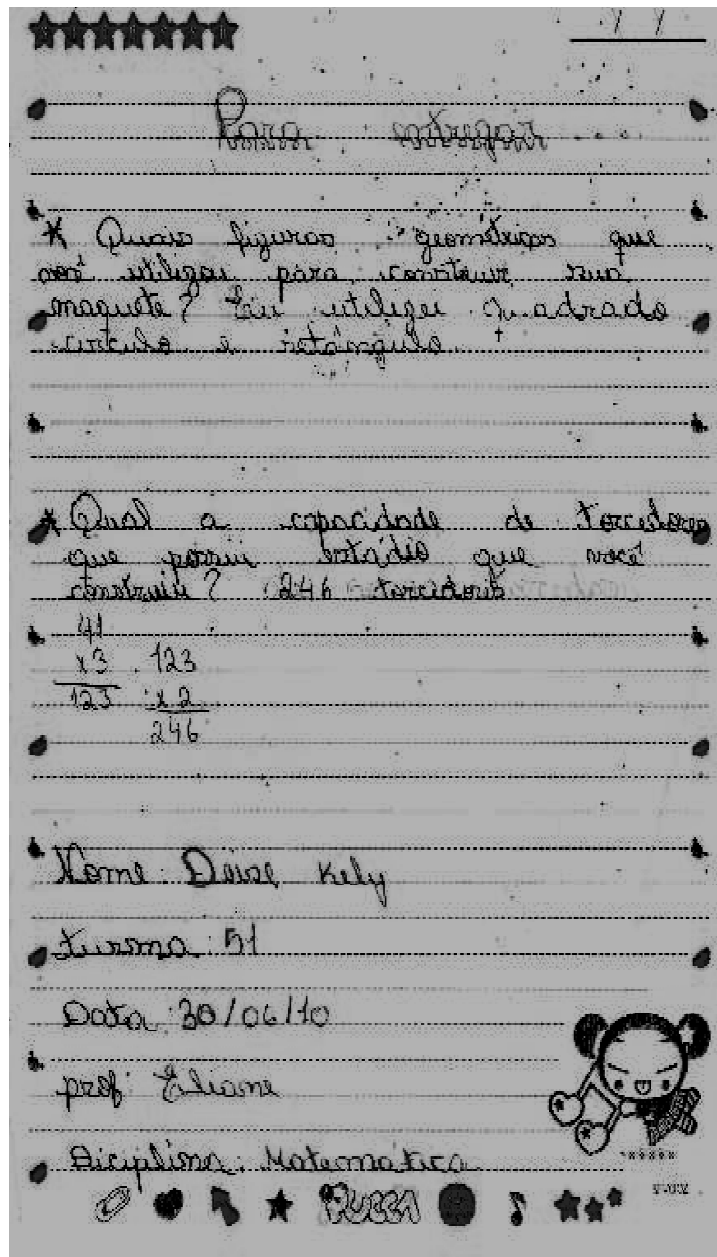 Para entregar
* Quais figuras geométricas que
você utilizou para construir sua
maquete? Eu utilizei quadrado
circulo e retângulo.
* Qual a capacidade de torcedores
que possui estádio que você
construiu? 246 torcedores
41
x3 123
123 x2
246
Nome Deise Kely
turma: 51
Data: 30/06/10
prof: Eliane
Diciplina: Matemática
PUCCA